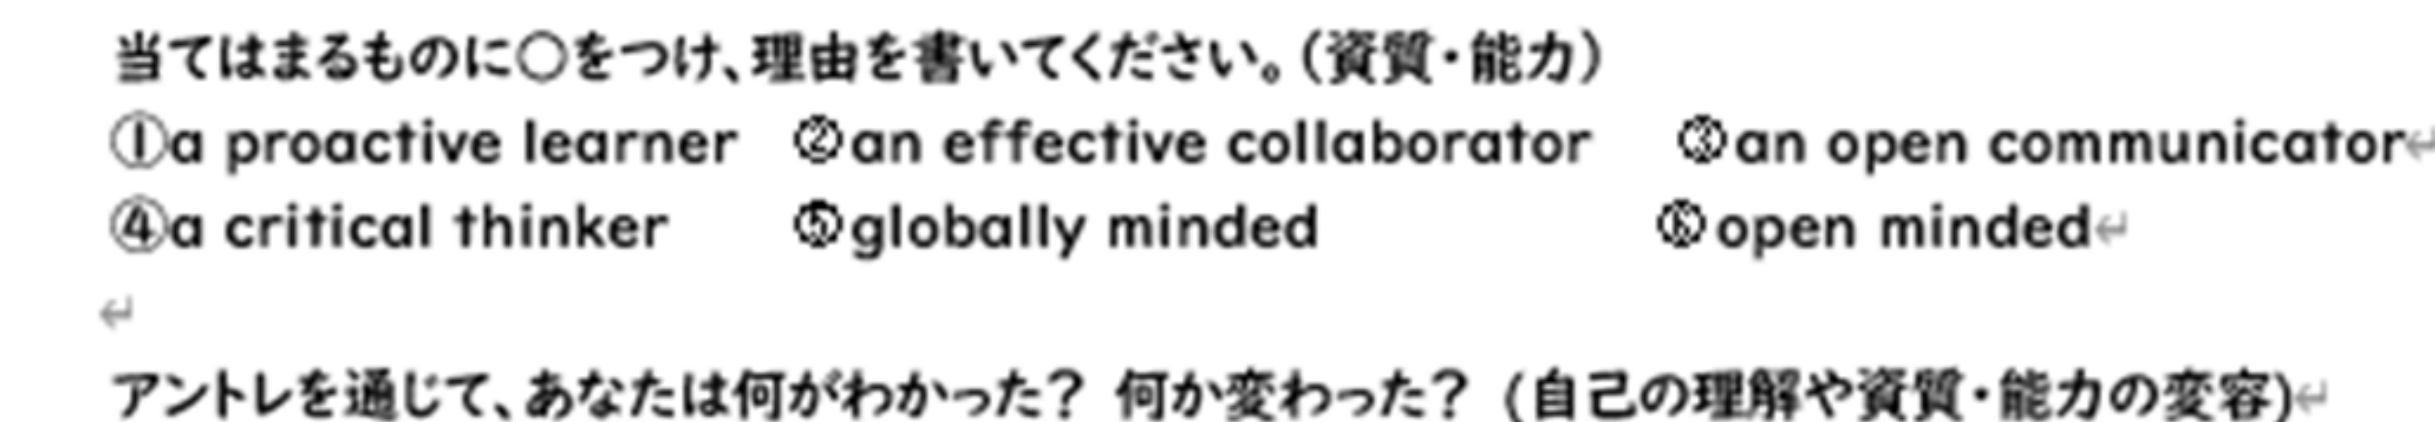 当てはまるものに〇をつけ、理由を書いてください。(資質・能力)
①a proactive learner ②an effective collaborator ③an open communicator
④a critical thinker ⑤globally minded ⑥open minded
アントレを通じて、あなたは何がわかった? 何か変わった? (自己の理解や資質・能力の変容)